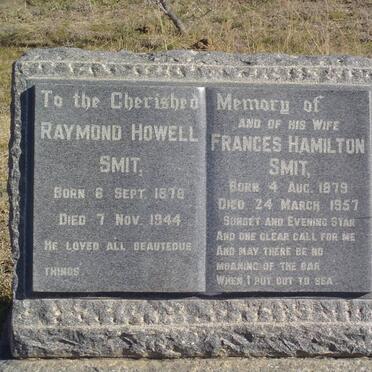 To the Cherished Memory of
RAYMOND HOWELL
SMIT,
BORN 6 SEPT. 1878
DIED 7 NOV. 1944
HE LOVED ALL BEAUTEOUS
THINGS.
AND OF HIS WIFE
FRANCES HAMILTON
SMIT,
BORN 4 AUG. 1879
DIED 24 MARCH 1957
SUNSET AND EVENING STAR
AND ONE CLEAR CALL FOR ME
AND MAY THERE BE NO
MOANING OF THE BAR
WHEN I PUT OUT TO SEA